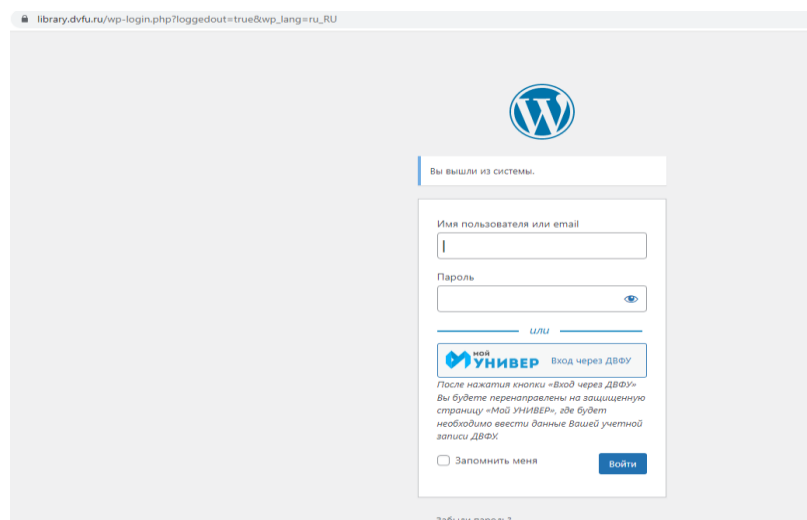 library.dvfu.ru/wp-login.php?loggedout=true&wp_lang=ru_RU
Вы вышли из системы.
Имя пользователя или email
Пароль
или
мой
УНИВЕР Вход через ДВФУ
После нажатия кнопки «Вход через ДВФУ»
Вы будете перенаправлены на защищенную
страницу «Мой УНИВЕР», где будет
необходимо ввести данные Вашей учетной
записи ДВФУ.
Запомнить меня
Войти